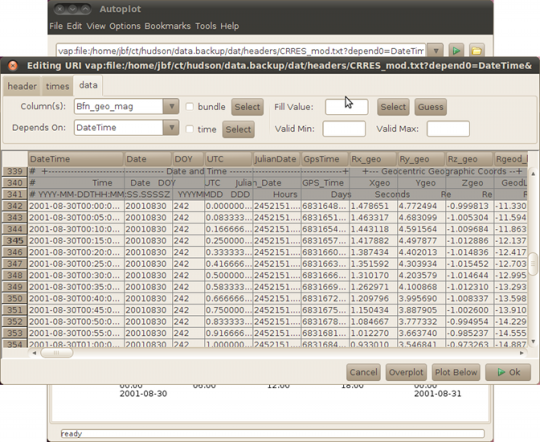 Autoplot
File Edit View Options Bookmarks Tools Help
vap:file:/home/jbf/ct/hudson/data.backup/dat/headers/CRRES_mod.txt?depend0=DateTim
Editing URI vap:file:/home/jbf/ct/hudson/data.backup/dat/headers/CRRES_mod.txt?depend0=DateTime&
header times data
Column(s): Bfn_geo_mag bundle Select Fill Value: Select Guess
Depends On: DateTime time Select Valid Min: Valid Max:
DateTime Date DOY UTC JulianDate GpsTime Rx_geo Ry_geo Rz_geo Rgeod_l
339 # +----------------------------- Date and Time -----------------------------+ +-- Geocentric Geographic Coords --+
340 # Time Date DOY UTC Julian_Date GPS_Time Xgeo Ygeo Zgeo GeodL
341 # YYYY-MM-DDTHH:MM:SS.SSSSZ YYYYMMDD DDD Hours Days Seconds Re Re
342 2001-08-30T00:00:0... 20010830 242 0.000000... 2452151... 6831648... 1.478651 4.772494 -0.999813 -11.330
343 2001-08-30T00:05:0... 20010830 242 0.083333... 2452151... 6831651... 1.463317 4.683099 -1.005304 -11.594
344 2001-08-30T00:10:0... 20010830 242 0.166666... 2452151... 6831654... 1.443118 4.591564 -1.009684 -11.863
345 2001-08-30T00:15:0... 20010830 242 0.250000... 2452151... 6831657... 1.417882 4.497877 -1.012886 -12.137
346 2001-08-30T00:20:0... 20010830 242 0.333333... 2452151... 6831660... 1.387434 4.402013 -1.014836 -12.417
347 2001-08-30T00:25:0... 20010830 242 0.416666... 2452151... 6831663... 1.351592 4.303934 -1.015452 -12.703
348 2001-08-30T00:30:0... 20010830 242 0.500000... 2452151... 6831666... 1.310170 4.203579 -1.014644 -12.995
349 2001-08-30T00:35:0... 20010830 242 0.583333... 2452151... 6831669... 1.262971 4.100868 -1.012310 -13.293
350 2001-08-30T00:40:0... 20010830 242 0.666666... 2452151... 6831672... 1.209796 3.995690 -1.008337 -13.598
351 2001-08-30T00:45:0... 20010830 242 0.750000... 2452151... 6831675... 1.150434 3.887905 -1.002600 -13.910
352 2001-08-30T00:50:0... 20010830 242 0.833333... 2452151... 6831678... 1.084667 3.777332 -0.994954 -14.229
353 2001-08-30T00:55:0... 20010830 242 0.916666... 2452151... 6831681... 1.012270 3.663740 -0.985237 -14.555
354 2001-08-30T01:00:0... 20010830 242 1.000000... 2452151... 6831684... 0.933010 3.546841 -0.973263 -14.887
Cancel Overplot Plot Below Ok
00:00 06:00 12:00 18:00 00:00
2001-08-30 2001-08-31
ready